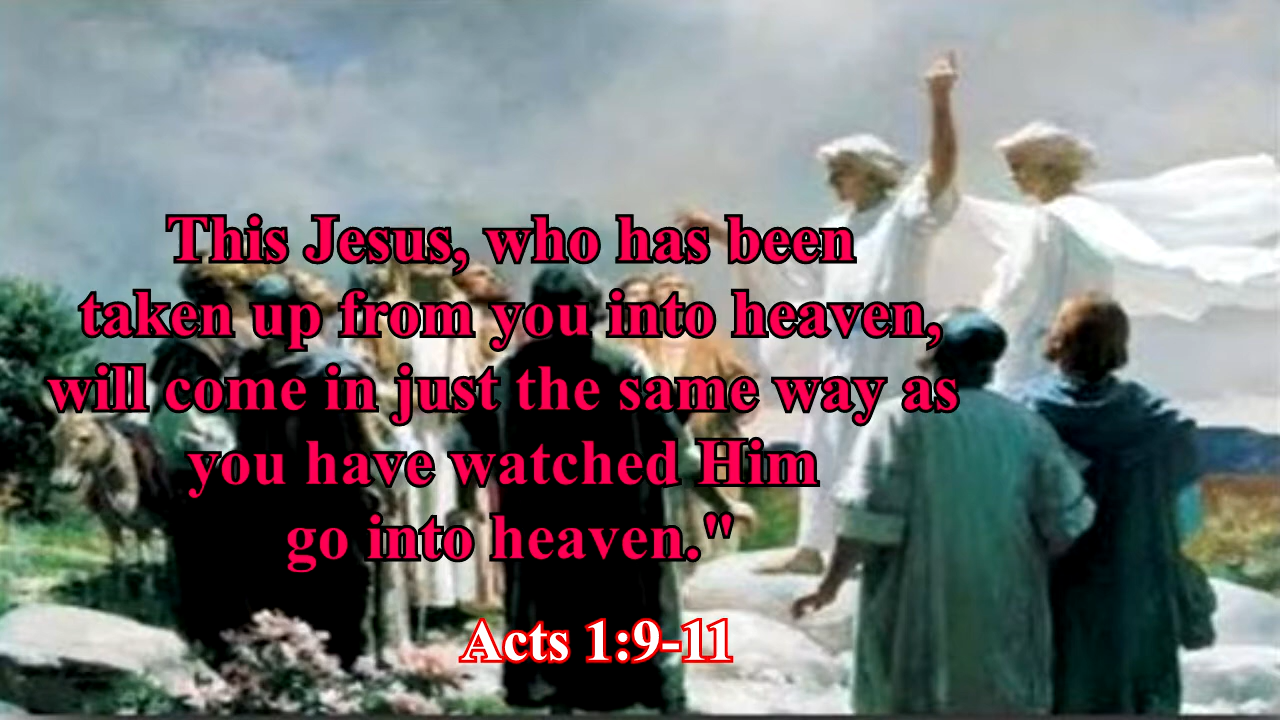 This Jesus, who has been
taken up from you into heaven,
will come in just the same way as
you have watched Him
go into heaven."
Acts 1:9-11